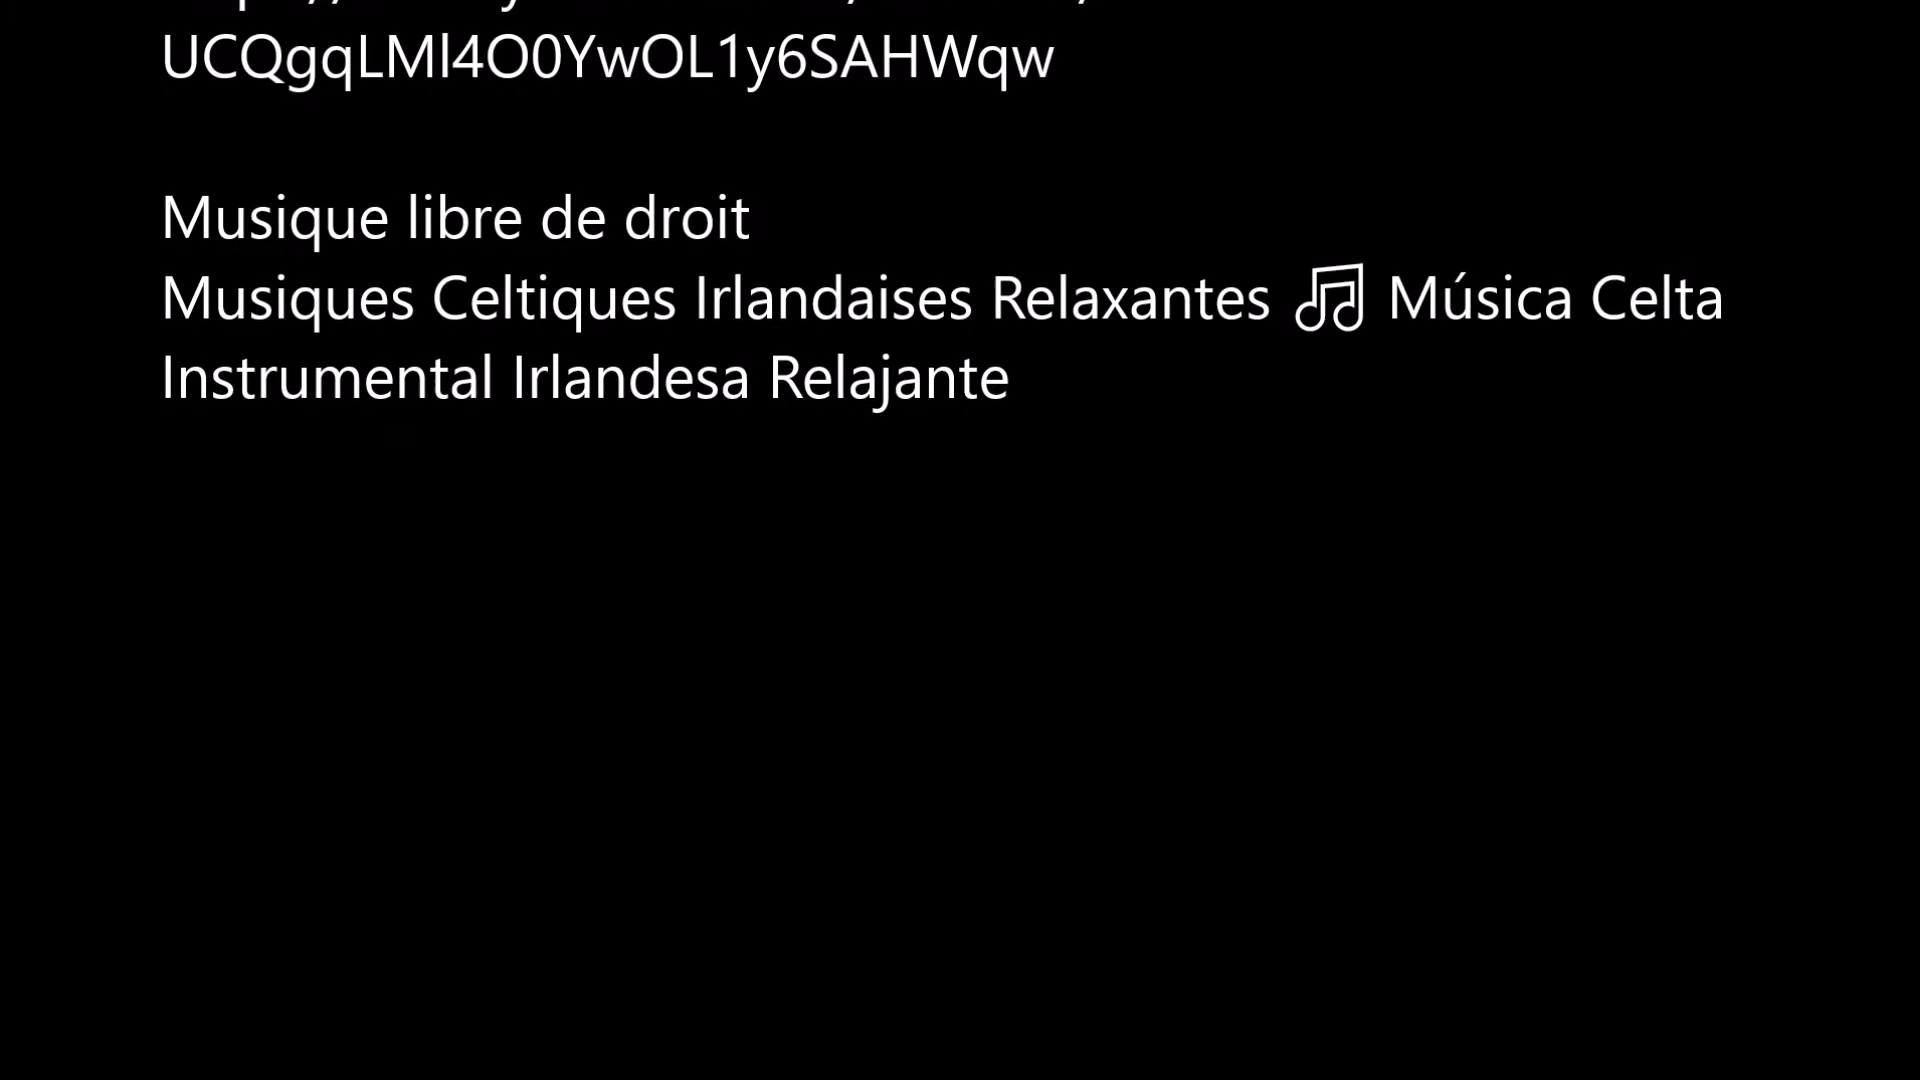 UCQgqLMl4O0YwOL1y6SAHWqw
Musique libre de droit
Musiques Celtiques Irlandaises Relaxantes 🎵 Música Celta
Instrumental Irlandesa Relajante